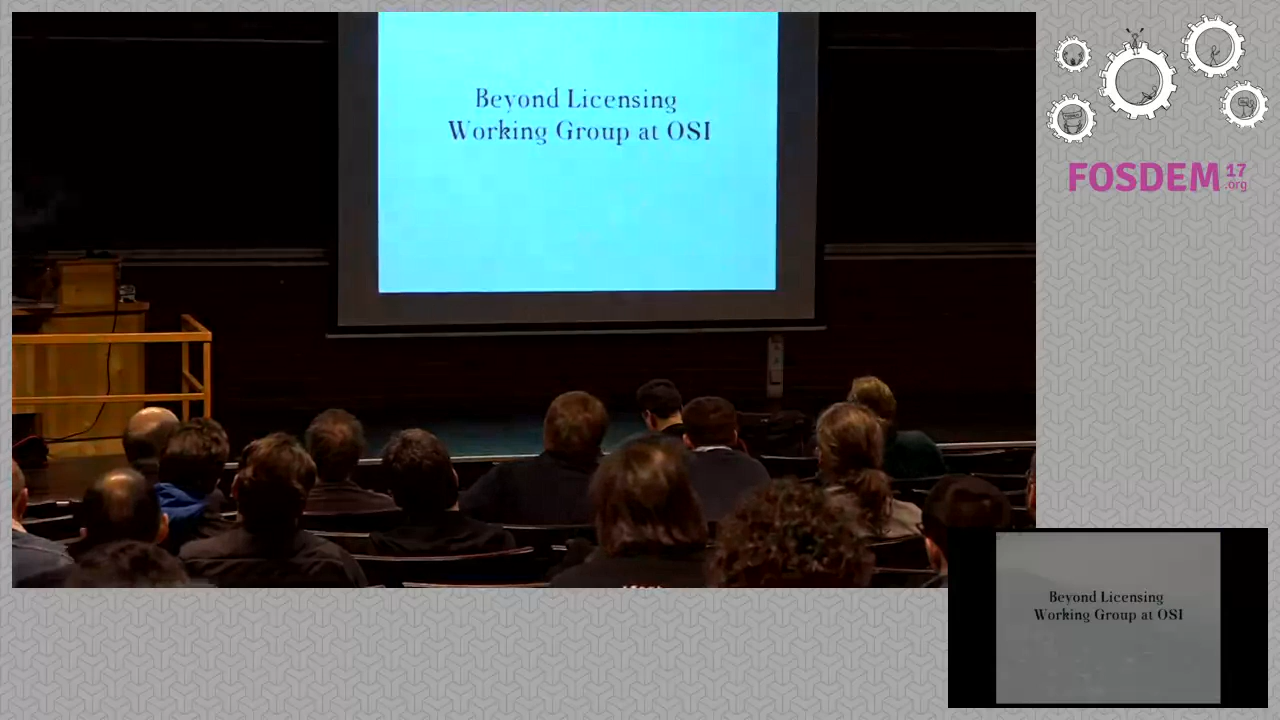 Beyond Licensing
Working Group at OSI
FOSDEM 17
.org
Beyond Licensing
Working Group at OSI